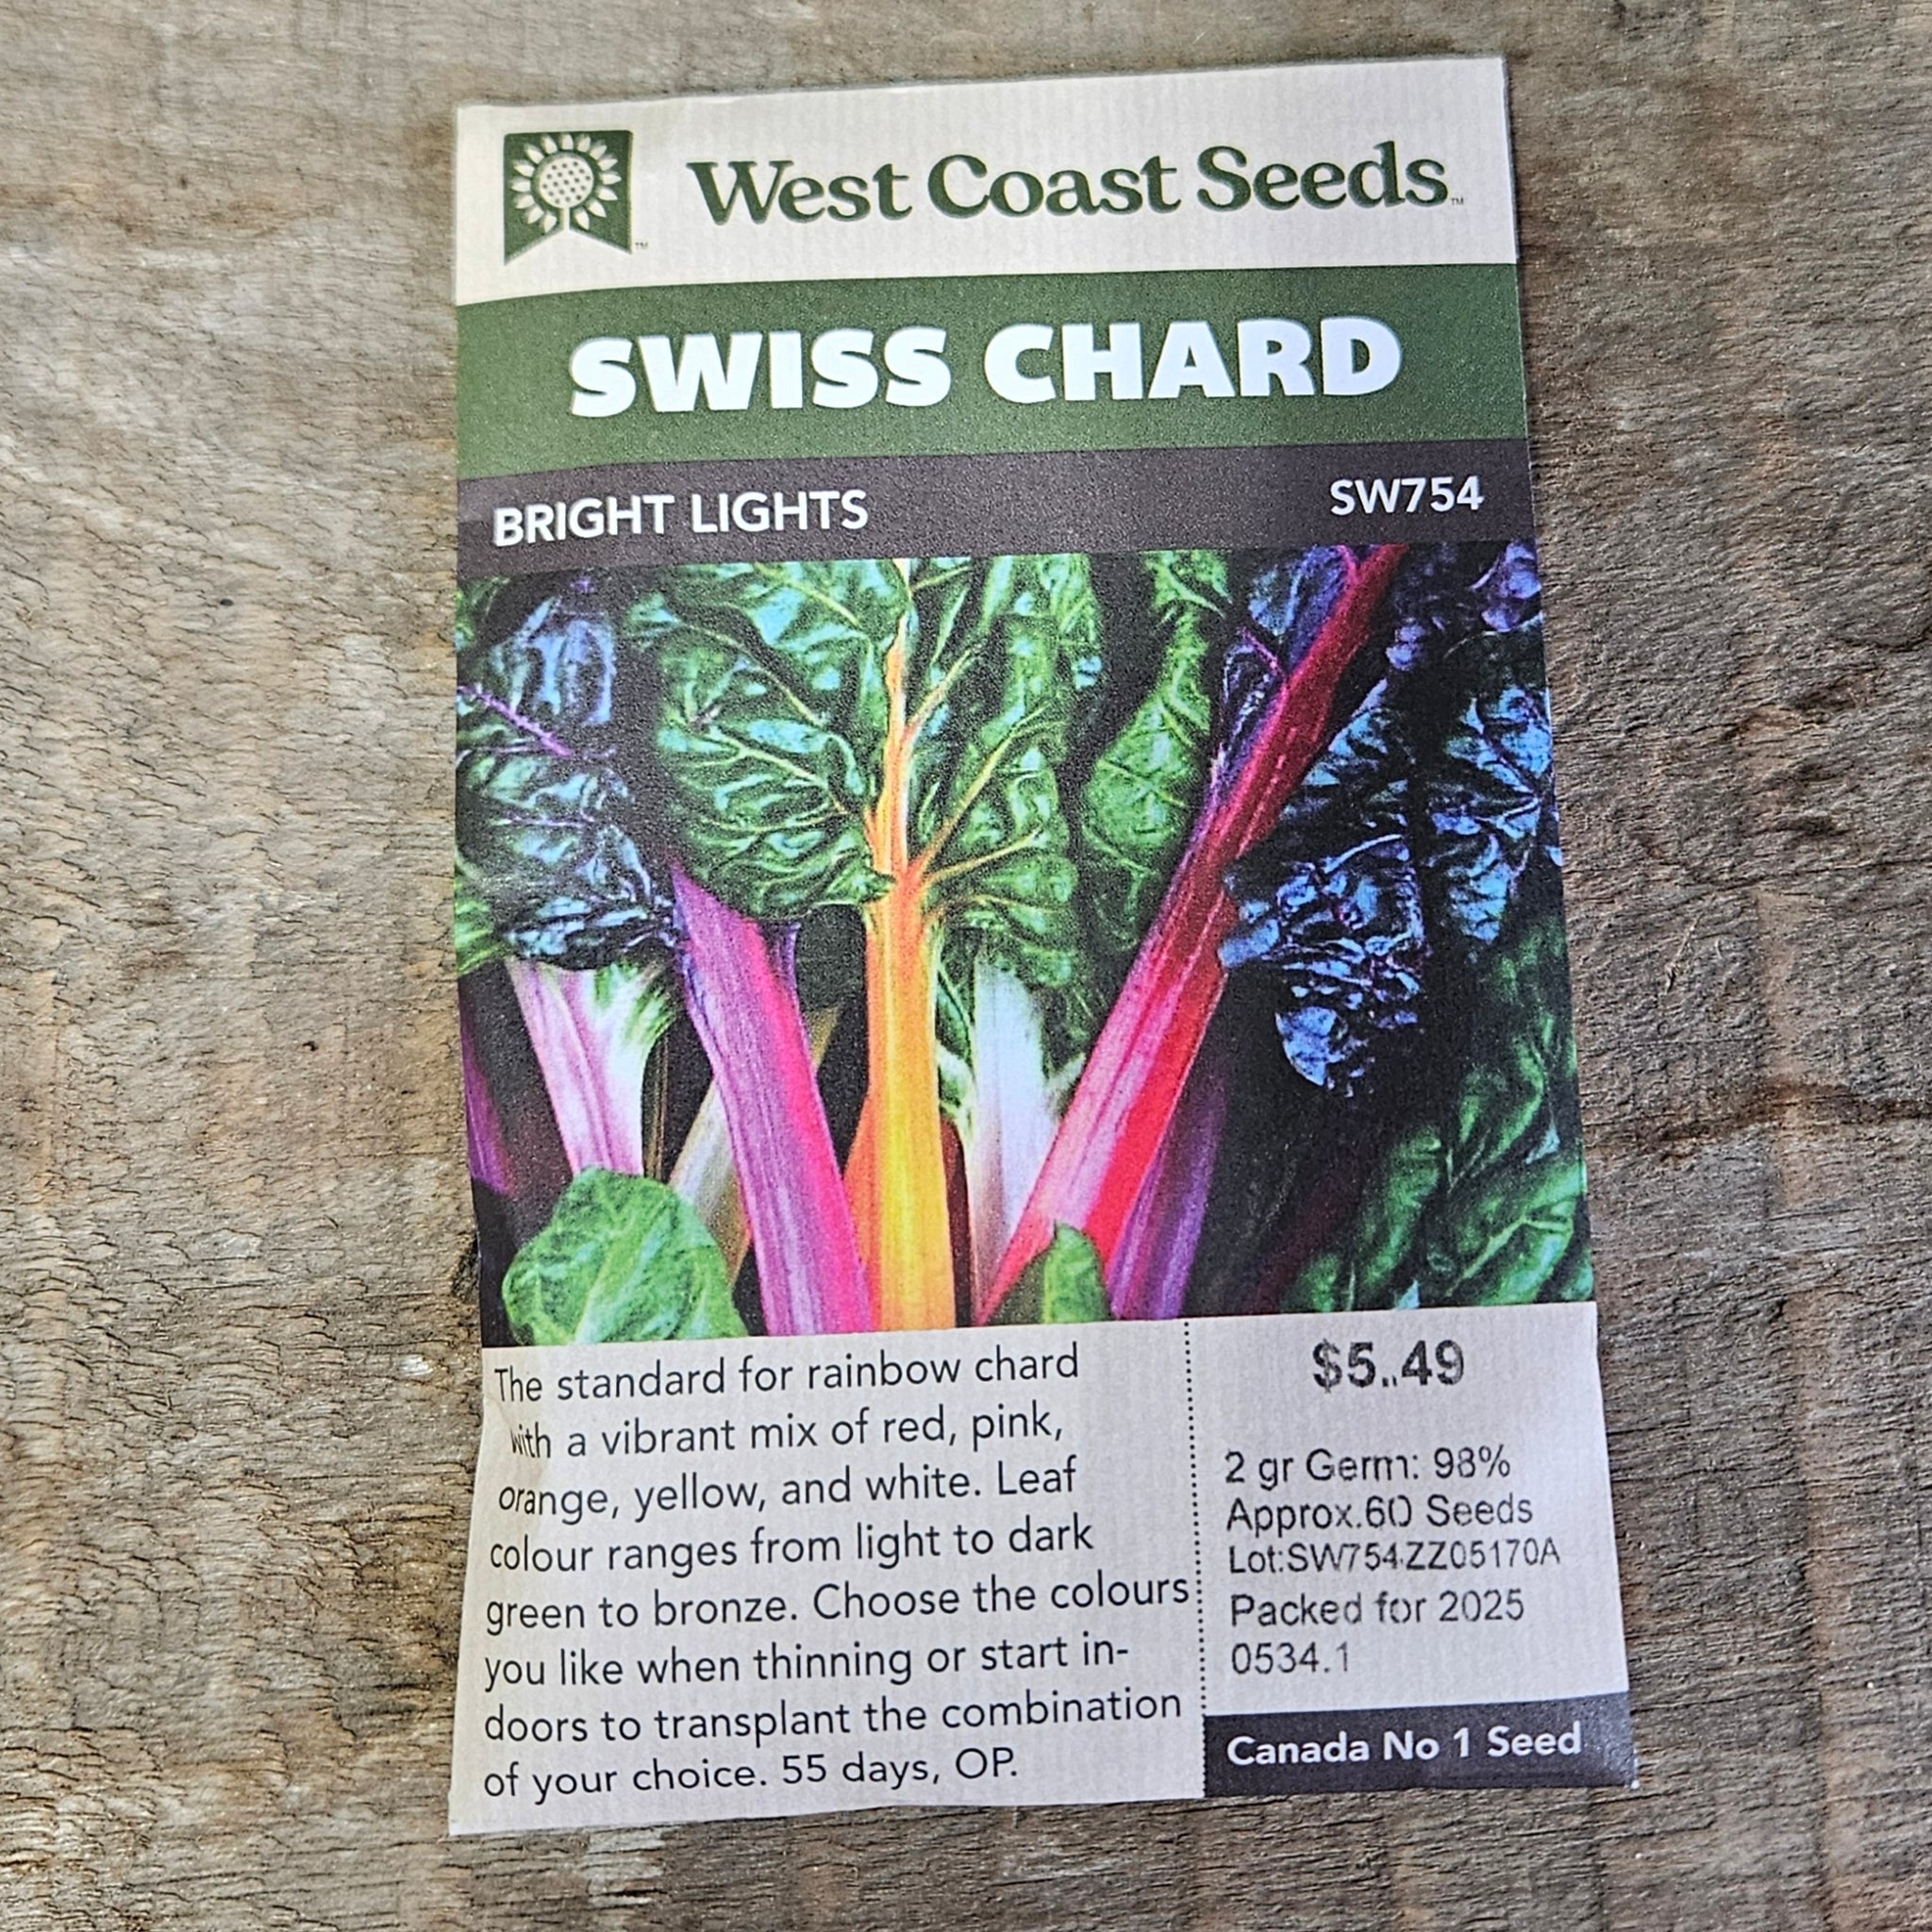 West Coast Seeds™
SWISS CHARD
BRIGHT LIGHTS
SW754
The standard for rainbow chard
with a vibrant mix of red, pink,
orange, yellow, and white. Leaf
colour ranges from light to dark
green to bronze. Choose the colours
you like when thinning or start in-
doors to transplant the combination
of your choice. 55 days, OP.
$5..49
2 gr Germ: 98%
Approx.60 Seeds
Lot:SW754ZZ05170A
Packed for 2025
0534.1
Canada No 1 Seed